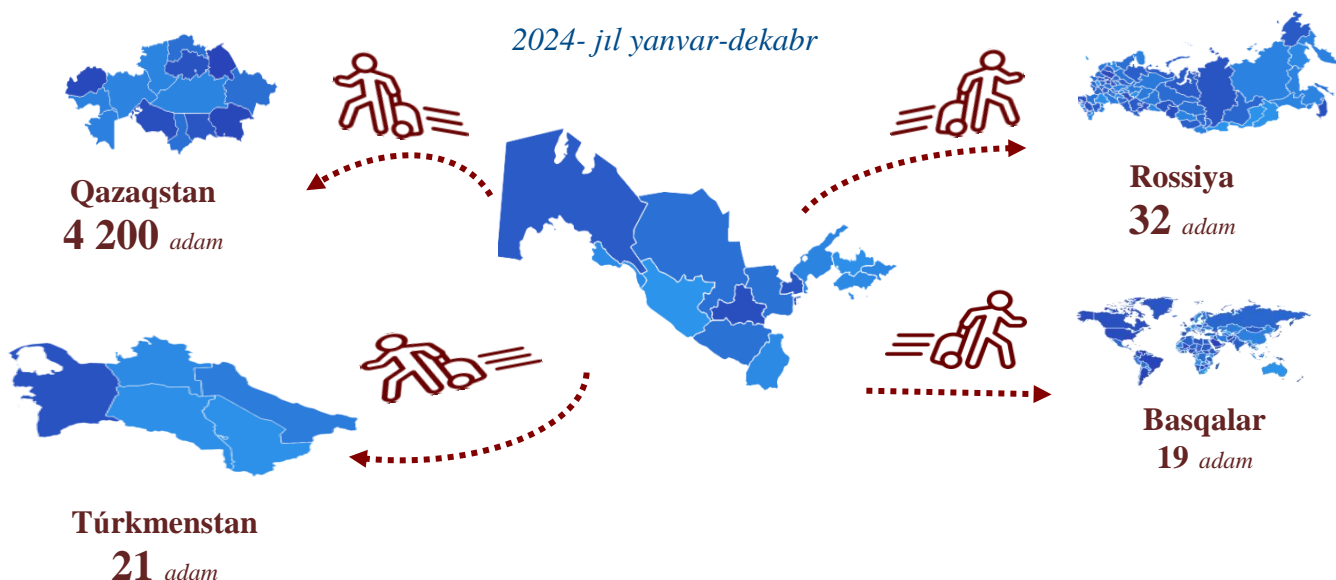 2024- jıl yanvar-dekabr
Qazaqstan
4 200 adam
Rossiya
32 adam
Basqalar
19 adam
Túrkmenstan
21 adam